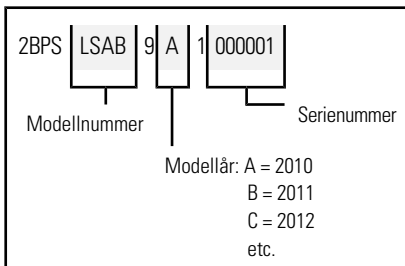 2BPS LSAB 9 A 1 000001
Modellnummer
Serienummer
Modellår: A = 2010
B = 2011
C = 2012
etc.